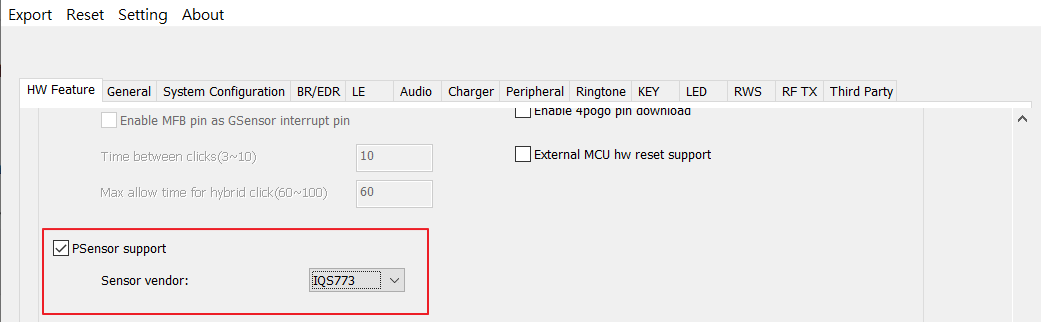 Export Reset Setting About
HW Feature General System Configuration BR/EDR LE Audio Charger Peripheral Ringtone KEY LED RWS RF TX Third Party
Enable MFB pin as GSensor interrupt pin
Enable 4pogo pin download
Time between clicks(3~10) 10
External MCU hw reset support
Max allow time for hybrid click(60~100) 60
PSensor support
Sensor vendor: IQS773